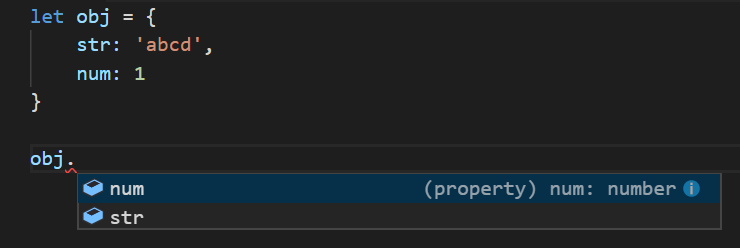 let obj = {
    str: 'abcd',
    num: 1
}
obj.
num (property) num: number
str